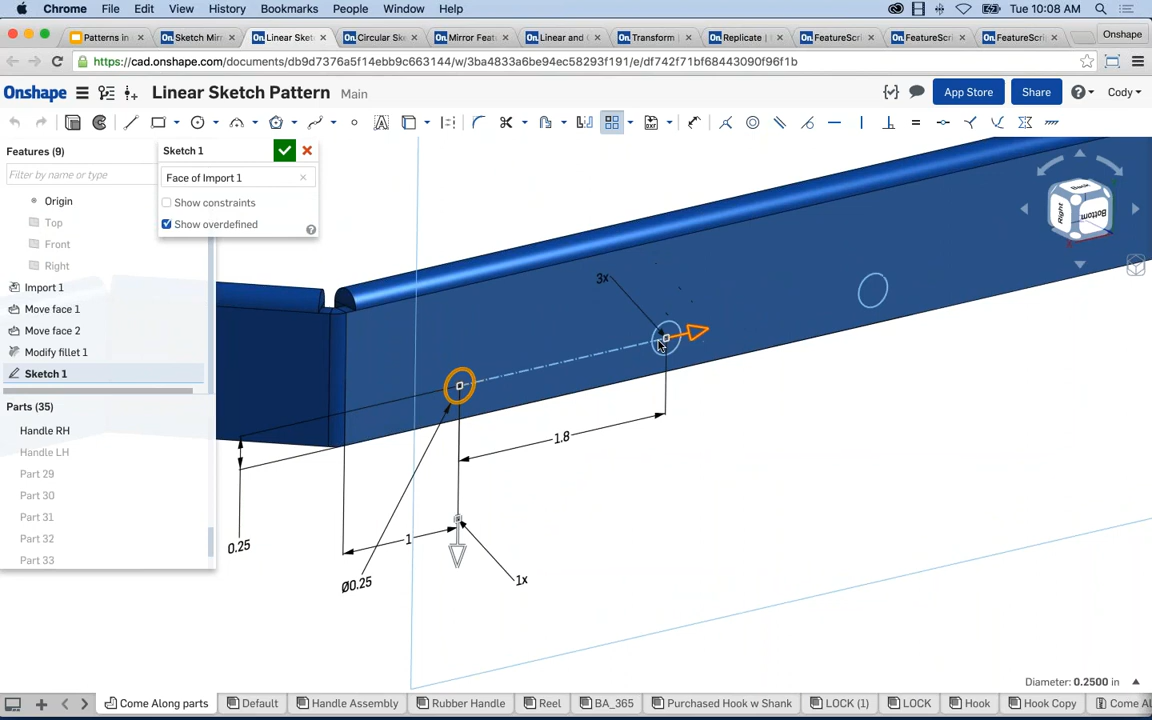 Chrome File Edit View History Bookmarks People Window Help Tue 10:08 AM
Patterns in Sketch Mirr Linear Sket Circular Sk Mirror Feat Linear and Transform Replicate | FeatureScri FeatureScri FeatureScri Onshape
https://cad.onshape.com/documents/db9d7376a5f14ebb9c663144/w/3ba4833a6be94ec58293f191/e/df742f71bf68443090f96f1b
Onshape Linear Sketch Pattern Main App Store Share Cody
Features (9)
Filter by name or type
Origin
Top
Front
Right
Import 1
Move face 1
Move face 2
Modify fillet 1
Sketch 1
Parts (35)
Handle RH
Handle LH
Part 29
Part 30
Part 31
Part 32
Part 33
Sketch 1
Face of Import 1
Show constraints
Show overdefined
3x
1.8
0.25
1
Ø0.25
1x
Back
Right
Bottom
Diameter: 0.2500 in
Come Along parts Default Handle Assembly Rubber Handle Reel BA_365 Purchased Hook w Shank LOCK (1) LOCK Hook Hook Copy Come Al